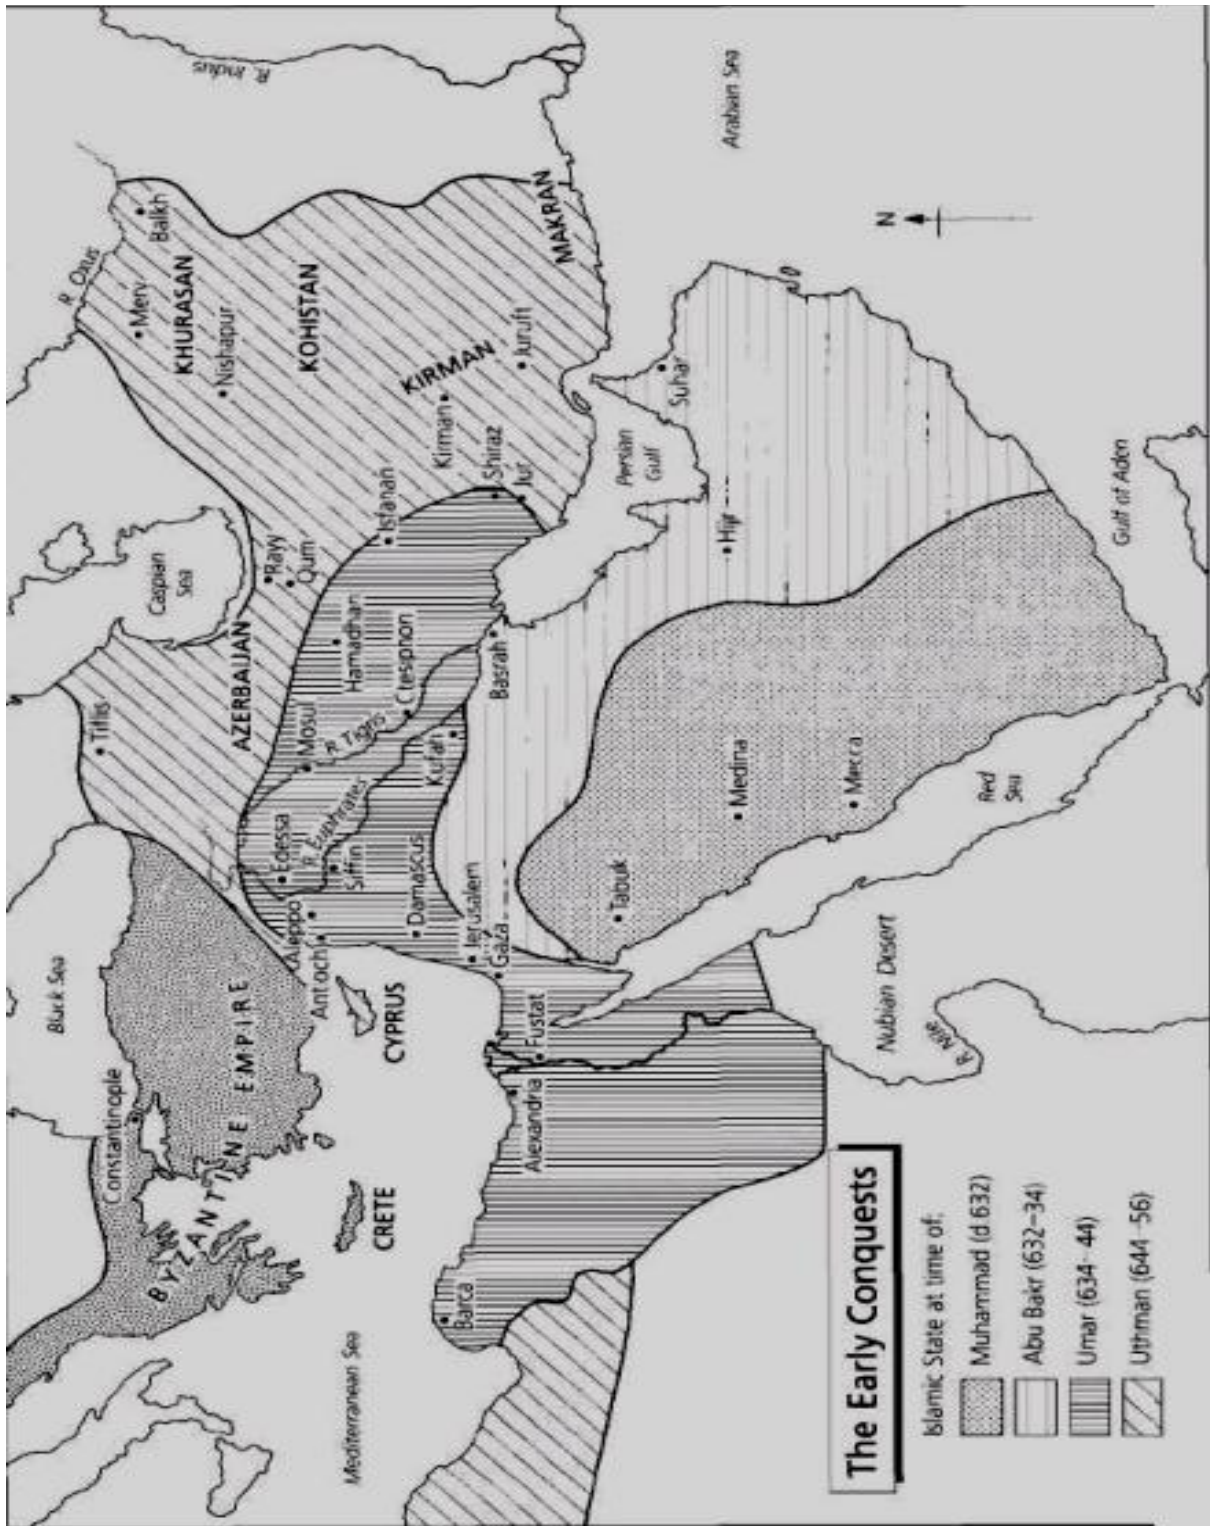 R. Indus
Arabian Sea
R. Oxus
Balkh
Merv
KHURASAN
Nishapur
KOHISTAN
MAKRAN
KIRMAN
Juruft
Kirman
Shiraz
Jur
Isfahan
N
Suhar
Persian
Gulf
Gulf of Aden
Caspian
Sea
Rayy
Qum
AZERBAIJAN
Tiflis
Hamadhan
Ctesiphon
Mosul
R. Tigris
Kufah
Basrah
Hijr
Edessa
R. Euphrates
Siffin
Aleppo
Antioch
Damascus
Jerusalem
Gaza
Tabuk
Medina
Mecca
Red
Sea
Black Sea
Constantinople
BYZANTINE EMPIRE
CYPRUS
CRETE
Fustat
Alexandria
Nubian Desert
R. Nile
Barca
Mediterranean Sea
The Early Conquests
Islamic State at time of:
Muhammad (d 632)
Abu Bakr (632–34)
Umar (634–44)
Uthman (644–56)